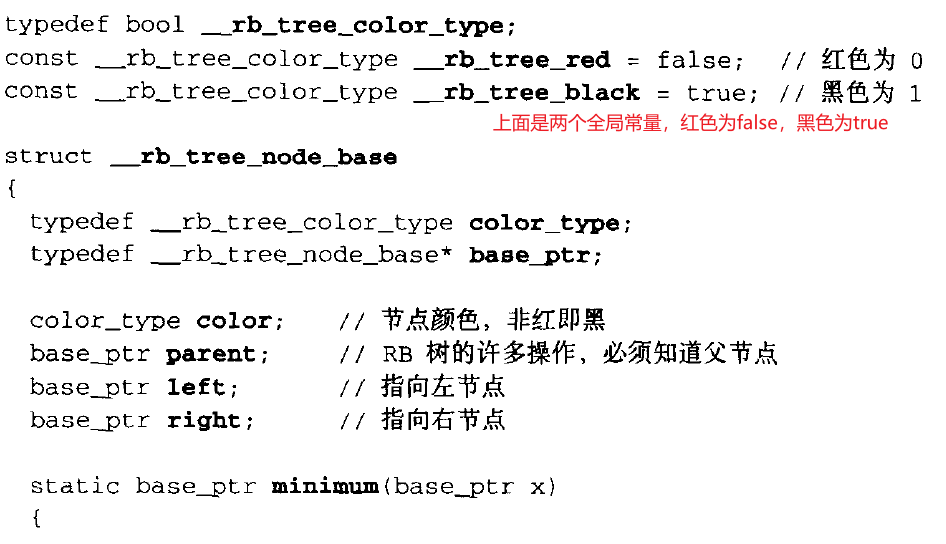 typedef bool __rb_tree_color_type;
const __rb_tree_color_type __rb_tree_red = false; // 红色为 0
const __rb_tree_color_type __rb_tree_black = true; // 黑色为 1
上面是两个全局常量，红色为false，黑色为true
struct __rb_tree_node_base
{
typedef __rb_tree_color_type color_type;
typedef __rb_tree_node_base* base_ptr;
color_type color; // 节点颜色，非红即黑
base_ptr parent; // RB 树的许多操作，必须知道父节点
base_ptr left; // 指向左节点
base_ptr right; // 指向右节点
static base_ptr minimum(base_ptr x)
{